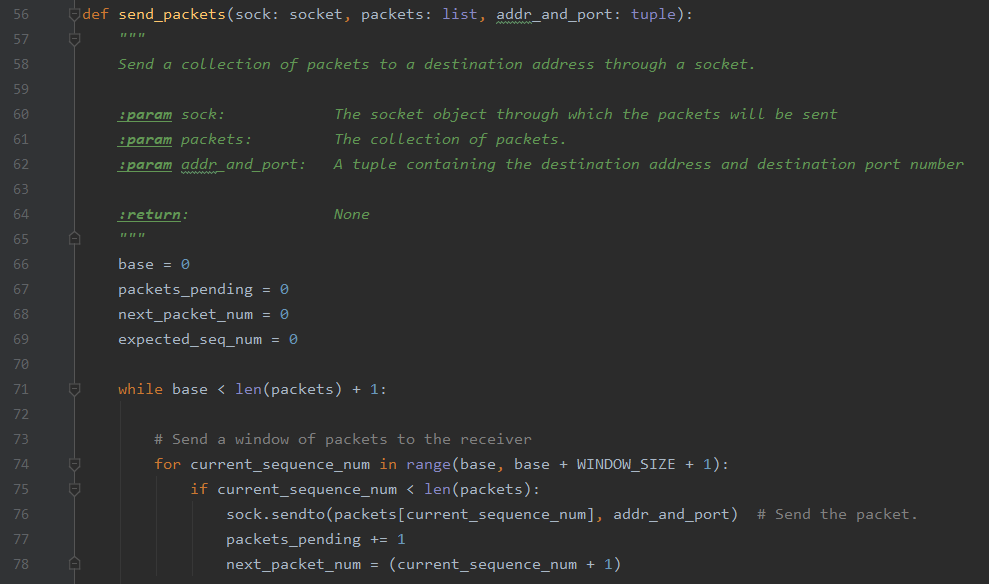 56 def send_packets(sock: socket, packets: list, addr_and_port: tuple):
57 """
58 Send a collection of packets to a destination address through a socket.
59
60 :param sock: The socket object through which the packets will be sent
61 :param packets: The collection of packets.
62 :param addr_and_port: A tuple containing the destination address and destination port number
63
64 :return: None
65 """
66 base = 0
67 packets_pending = 0
68 next_packet_num = 0
69 expected_seq_num = 0
70
71 while base < len(packets) + 1:
72
73 # Send a window of packets to the receiver
74 for current_sequence_num in range(base, base + WINDOW_SIZE + 1):
75 if current_sequence_num < len(packets):
76 sock.sendto(packets[current_sequence_num], addr_and_port) # Send the packet.
77 packets_pending += 1
78 next_packet_num = (current_sequence_num + 1)